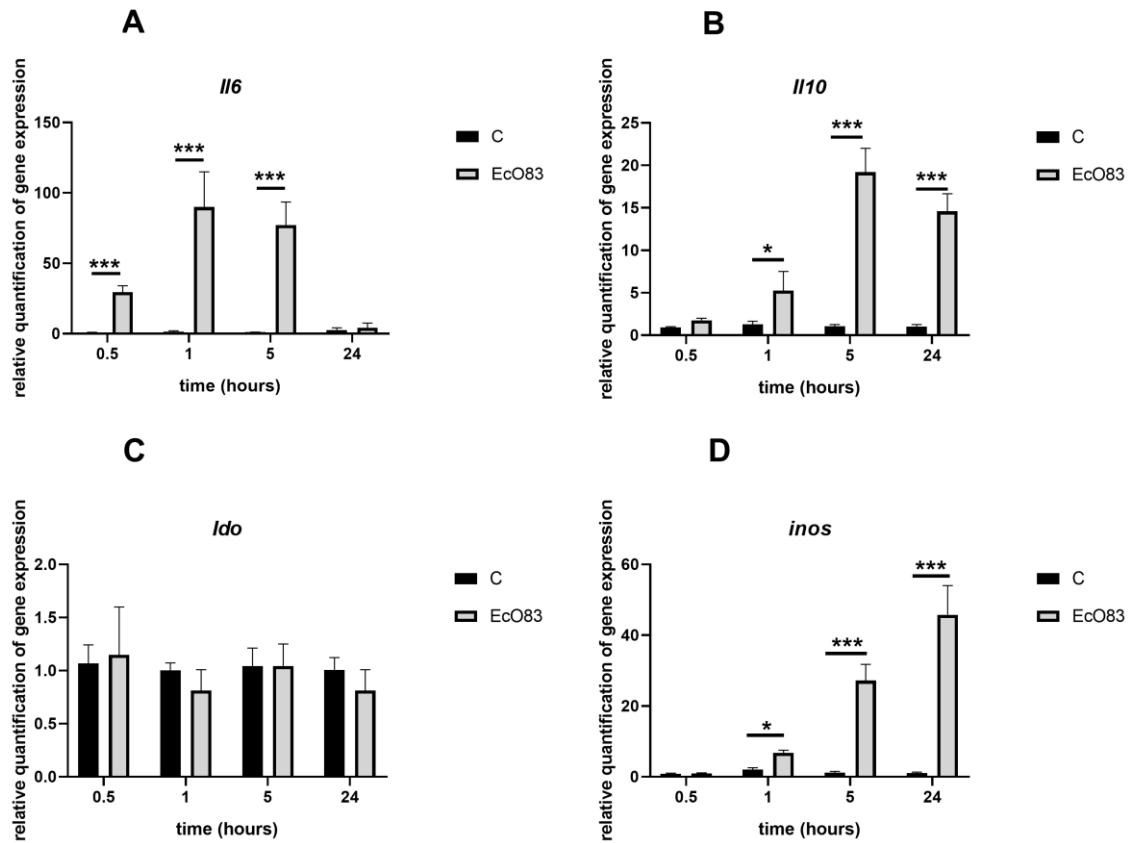 A
Il6
relative quantification of gene expression
150
100
50
0
***
***
***
0.5 1 5 24
time (hours)
C
EcO83
B
Il10
relative quantification of gene expression
25
20
15
10
5
0
*
***
***
0.5 1 5 24
time (hours)
C
EcO83
C
Ido
relative quantification of gene expression
2.0
1.5
1.0
0.5
0.0
0.5 1 5 24
time (hours)
C
EcO83
D
inos
relative quantification of gene expression
60
40
20
0
*
***
***
0.5 1 5 24
time (hours)
C
EcO83